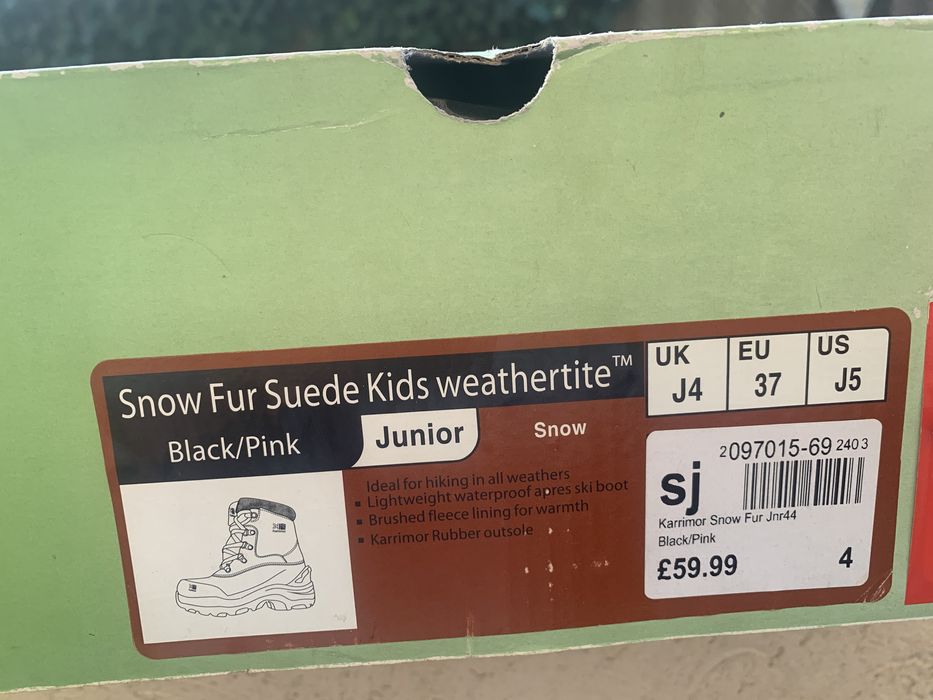 Snow Fur Suede Kids weathertite™
Black/Pink
Junior
Snow
UK
J4
EU
37
US
J5
Ideal for hiking in all weathers
▪ Lightweight waterproof apres ski boot
▪ Brushed fleece lining for warmth
▪ Karrimor Rubber outsole
2097015-69 2403
sj
Karrimor Snow Fur Jnr44
Black/Pink
£59.99
4